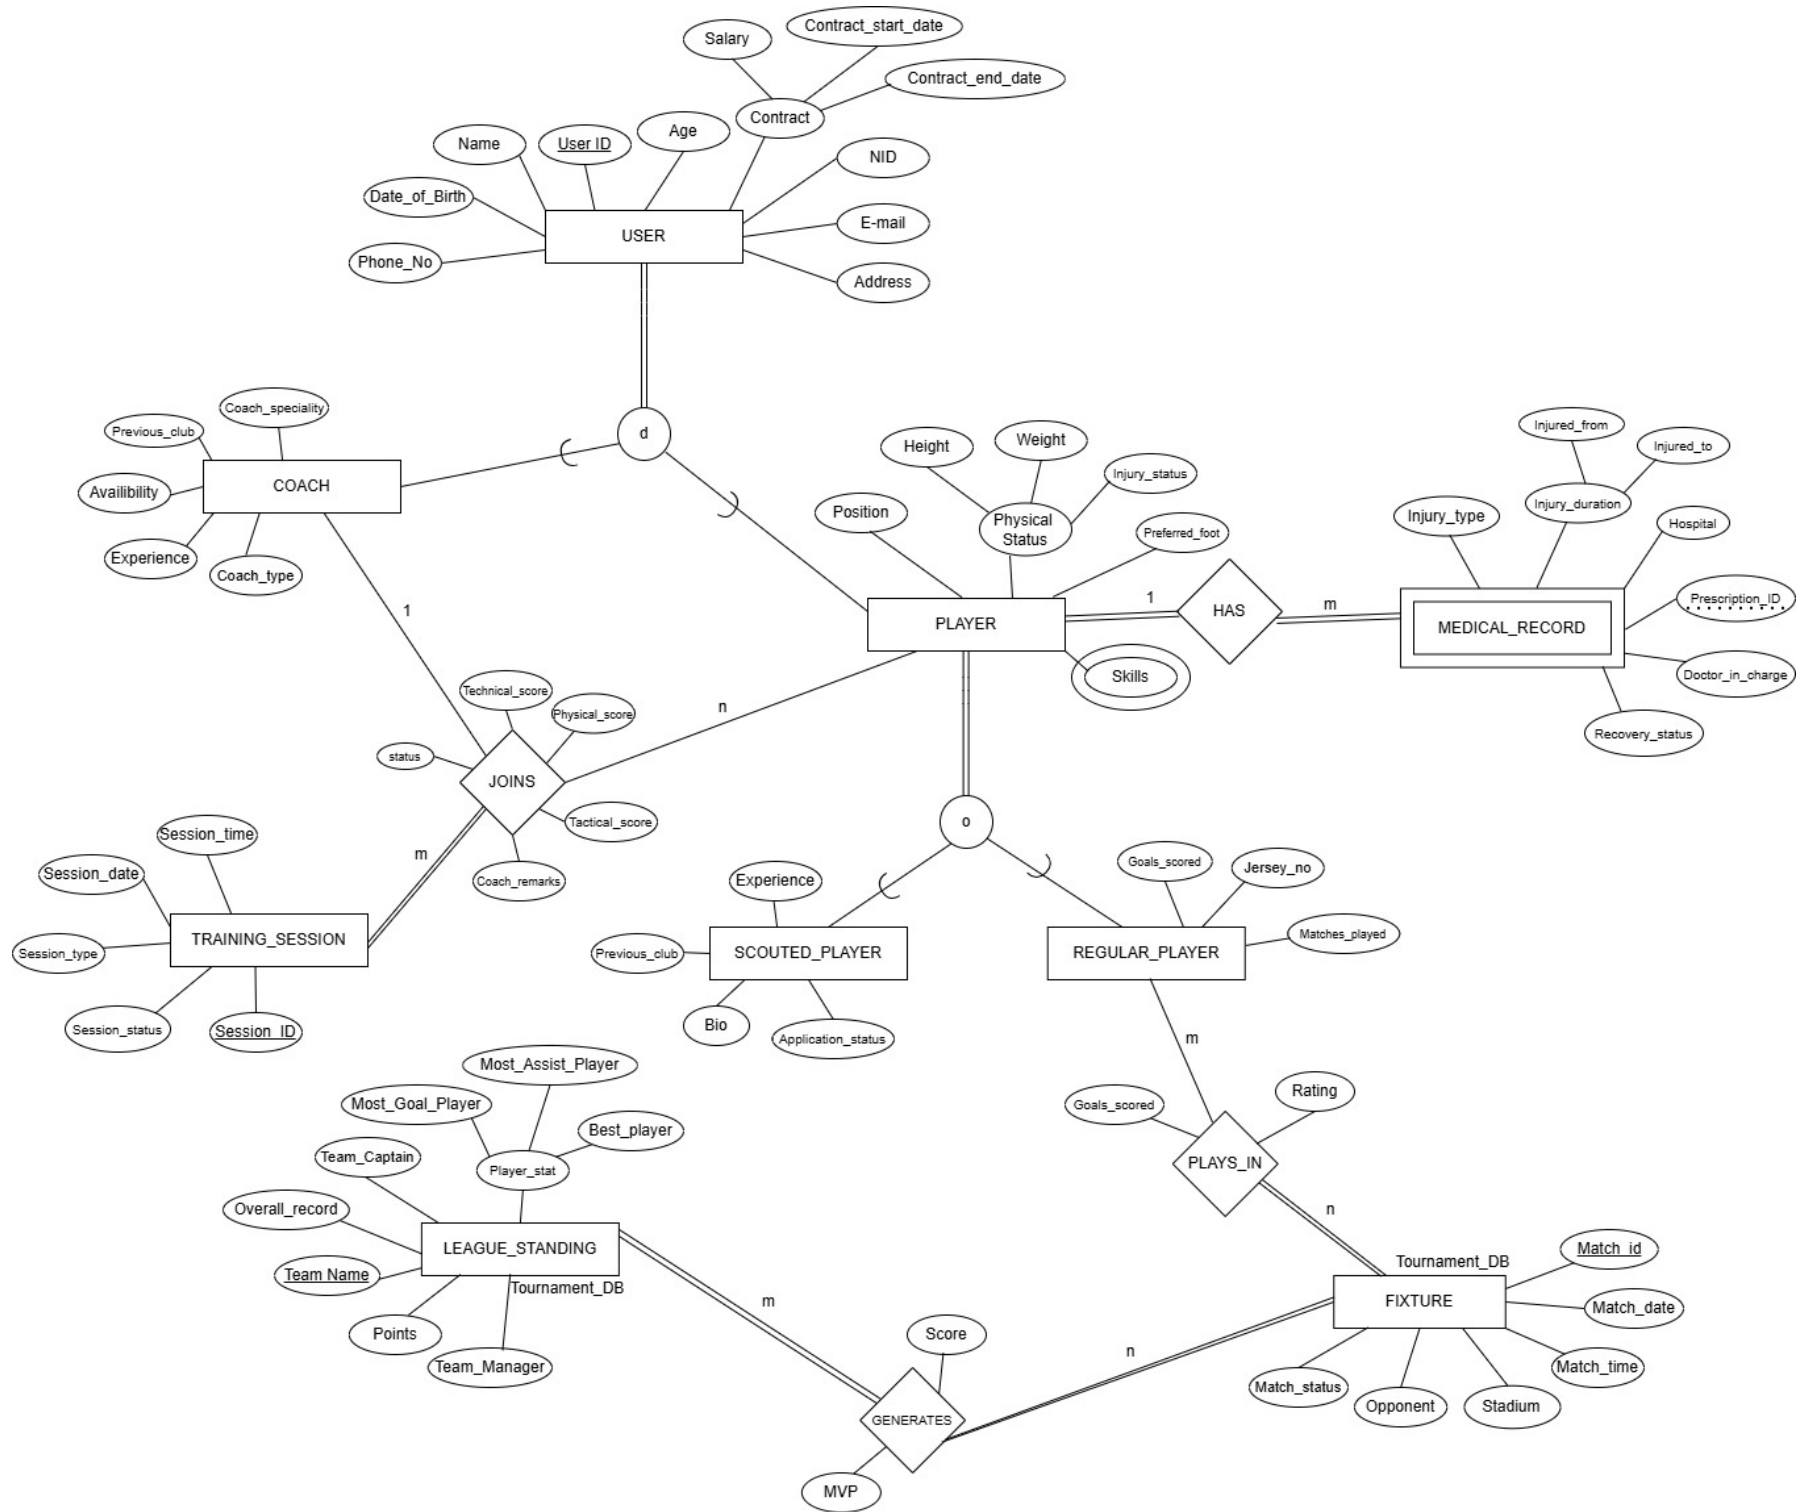 Contract_start_date
Salary
Contract_end_date
Contract
Age
Name
User ID
NID
Date_of_Birth
E-mail
USER
Phone_No
Address
Coach_speciality
Previous_club
d
Injured_from
Height
Weight
Injured_to
Injury_status
COACH
Availibility
Injury_duration
Position
Injury_type
Physical
Status
Hospital
Preferred_foot
Experience
Coach_type
Prescription_ID
1
1
HAS
m
PLAYER
MEDICAL_RECORD
Doctor_in_charge
Skills
Technical_score
n
Physical_score
Recovery_status
status
JOINS
Tactical_score
o
Session_time
m
Goals_scored
Jersey_no
Session_date
Experience
Coach_remarks
Matches_played
TRAINING_SESSION
Session_type
Previous_club
SCOUTED_PLAYER
REGULAR_PLAYER
Session_status
Session_ID
Bio
Application_status
m
Most_Assist_Player
Rating
Most_Goal_Player
Goals_scored
Best_player
Team_Captain
Player_stat
PLAYS_IN
Overall_record
n
LEAGUE_STANDING
Match_id
Tournament_DB
Team Name
Tournament_DB
m
FIXTURE
Match_date
Points
Score
n
Team_Manager
Match_time
Match_status
Opponent
Stadium
GENERATES
MVP